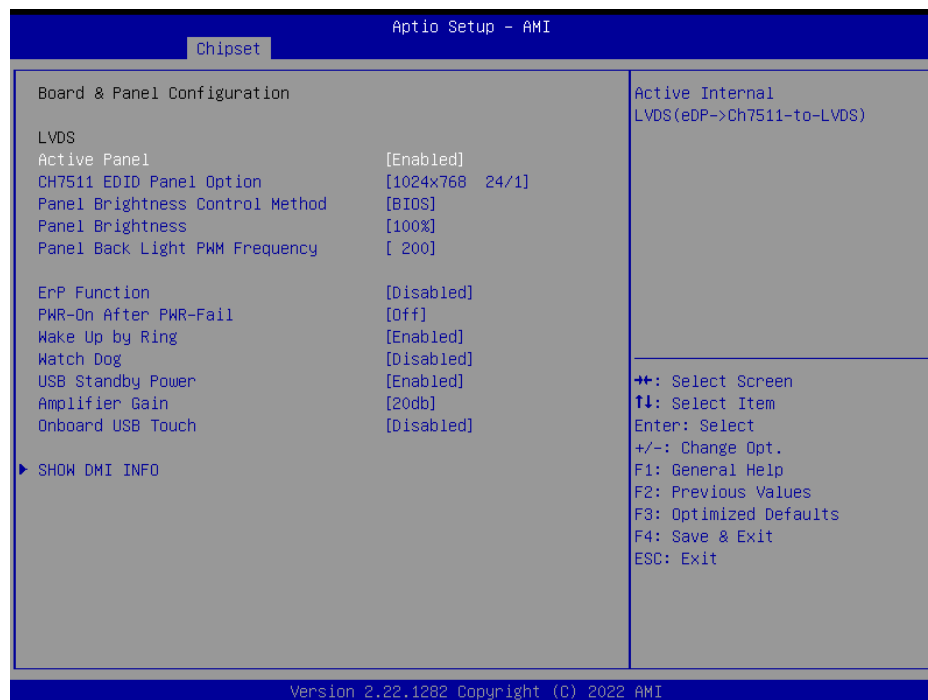 Aptio Setup – AMI
Chipset
Board & Panel Configuration
LVDS
Active Panel [Enabled]
CH7511 EDID Panel Option [1024x768  24/1]
Panel Brightness Control Method [BIOS]
Panel Brightness [100%]
Panel Back Light PWM Frequency [ 200]
ErP Function [Disabled]
PWR-On After PWR-Fail [Off]
Wake Up by Ring [Enabled]
Watch Dog [Disabled]
USB Standby Power [Enabled]
Amplifier Gain [20db]
Onboard USB Touch [Disabled]
▶ SHOW DMI INFO
Active Internal
LVDS(eDP->Ch7511-to-LVDS)
→←: Select Screen
↑↓: Select Item
Enter: Select
+/-: Change Opt.
F1: General Help
F2: Previous Values
F3: Optimized Defaults
F4: Save & Exit
ESC: Exit
Version 2.22.1282 Copyright (C) 2022 AMI